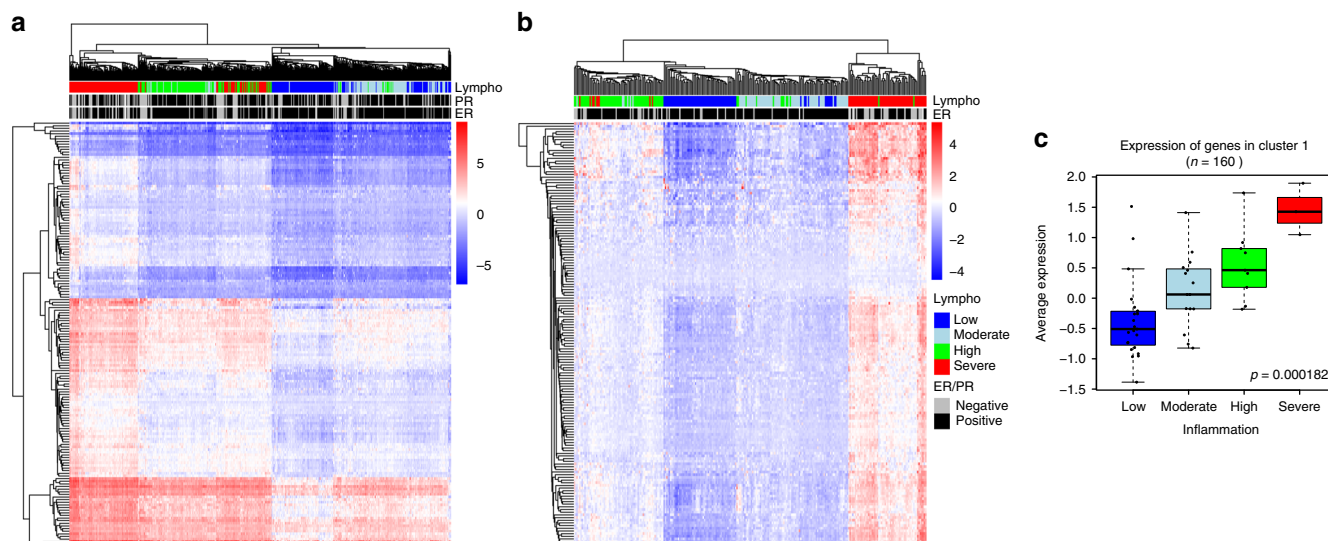 a
Lympho
PR
ER
5
0
−5
b
Lympho
ER
4
2
0
−2
−4
Lympho
Low
Moderate
High
Severe
ER/PR
Negative
Positive
c
Expression of genes in cluster 1
(n = 160 )
Average expression
2.0
1.5
1.0
0.5
0.0
−0.5
−1.0
−1.5
p = 0.000182
Low Moderate High Severe
Inflammation